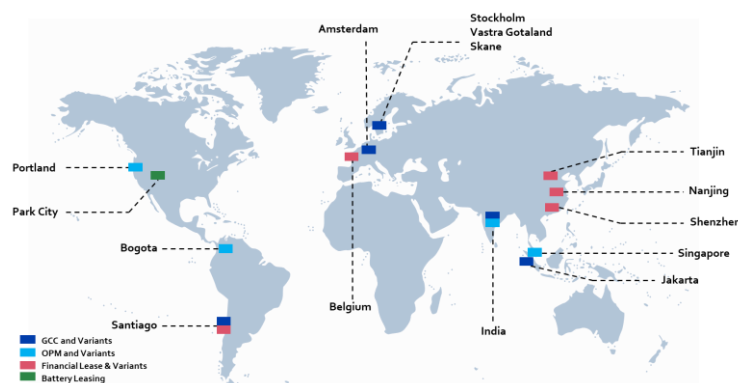 Stockholm
Vastra Gotaland
Skane
Amsterdam
Tianjin
Portland
Nanjing
Park City
Shenzher
Bogota
Singapore
Jakarta
Belgium
Santiago
India
GCC and Variants
OPM and Variants
Financial Lease & Variants
Battery Leasing